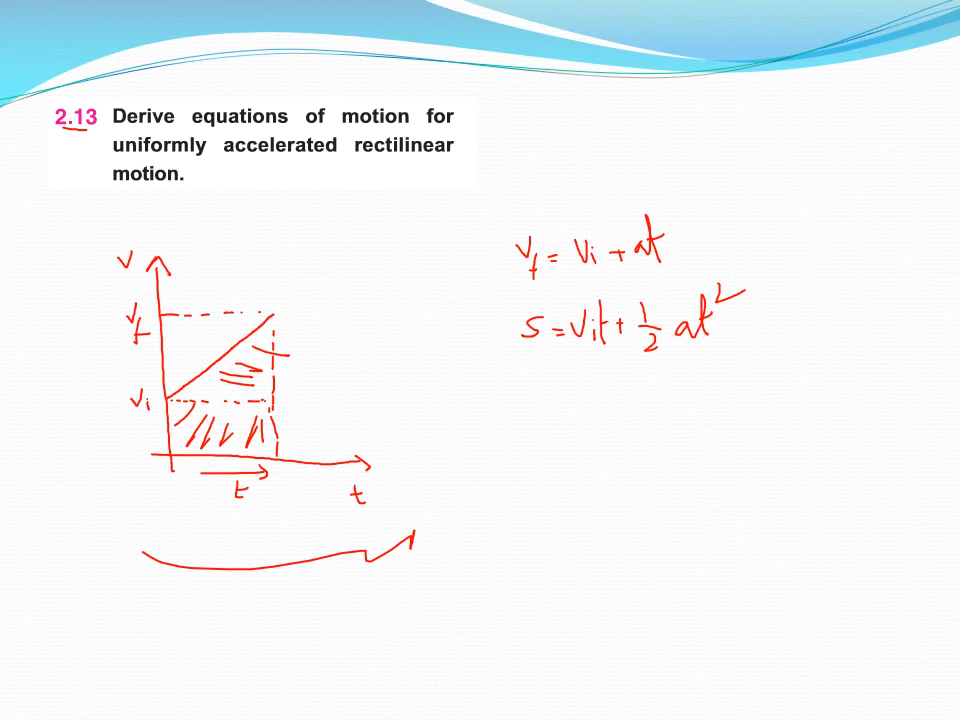 2.13 Derive equations of motion for
uniformly accelerated rectilinear
motion.
v
vf
vi
t
t
vf = vi + at
s = vit + 1/2 at²